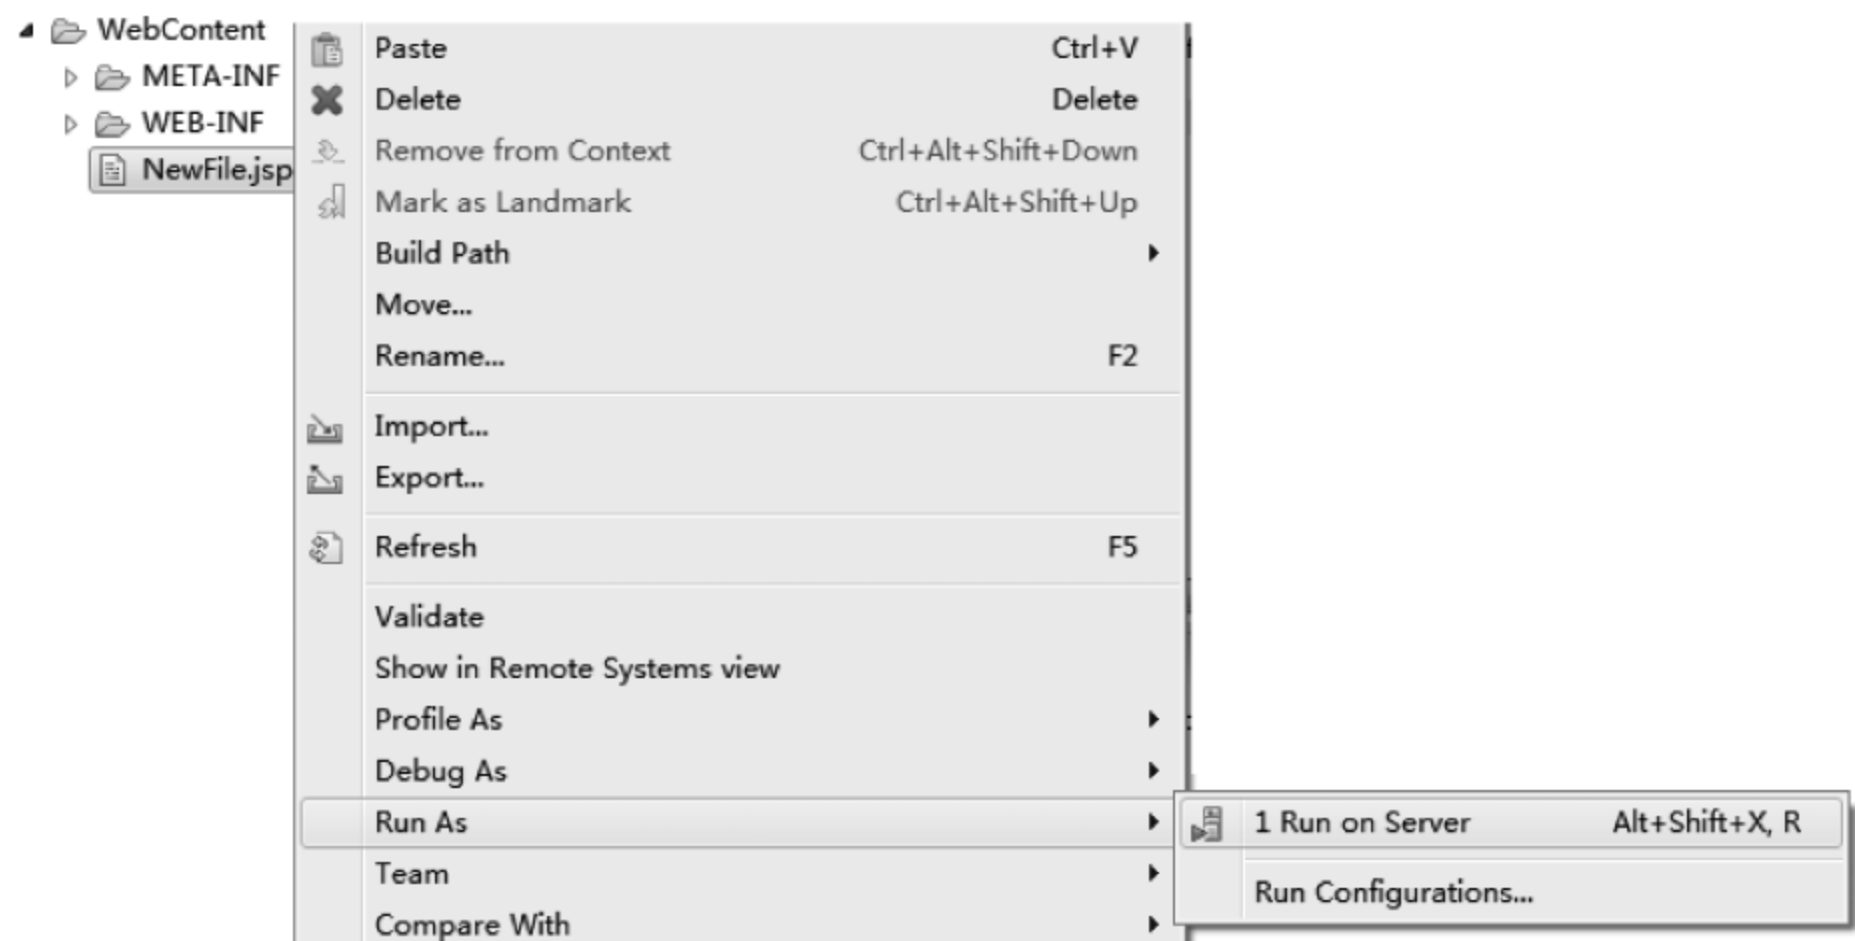 WebContent
META-INF
WEB-INF
NewFile.jsp
Paste Ctrl+V
Delete Delete
Remove from Context Ctrl+Alt+Shift+Down
Mark as Landmark Ctrl+Alt+Shift+Up
Build Path
Move...
Rename... F2
Import...
Export...
Refresh F5
Validate
Show in Remote Systems view
Profile As
Debug As
Run As
1 Run on Server Alt+Shift+X, R
Team
Run Configurations...
Compare With